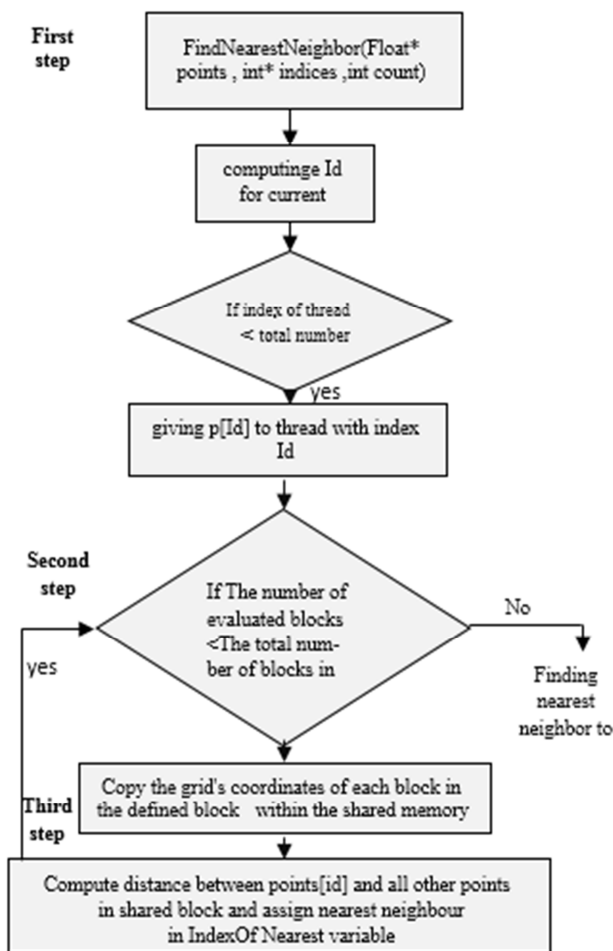 First
step
FindNearestNeighbor(Float*
points , int* indices ,int count)
computinge Id
for current
If index of thread
< total number
yes
giving p[Id] to thread with index
Id
Second
step
If The number of
evaluated blocks
<The total num-
ber of blocks in
No
yes
Finding
nearest
neighbor to
Third
step
Copy the grid's coordinates of each block in
the defined block within the shared memory
Compute distance between points[id] and all other points
in shared block and assign nearest neighbour
in IndexOf Nearest variable